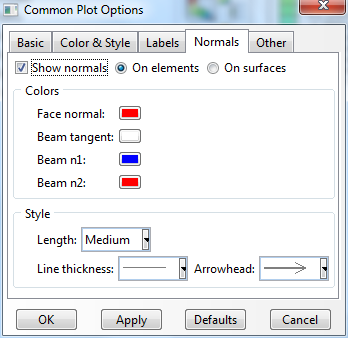 Common Plot Options
Basic Color & Style Labels Normals Other
Show normals On elements On surfaces
Colors
Face normal:
Beam tangent:
Beam n1:
Beam n2:
Style
Length: Medium
Line thickness: Arrowhead:
OK Apply Defaults Cancel